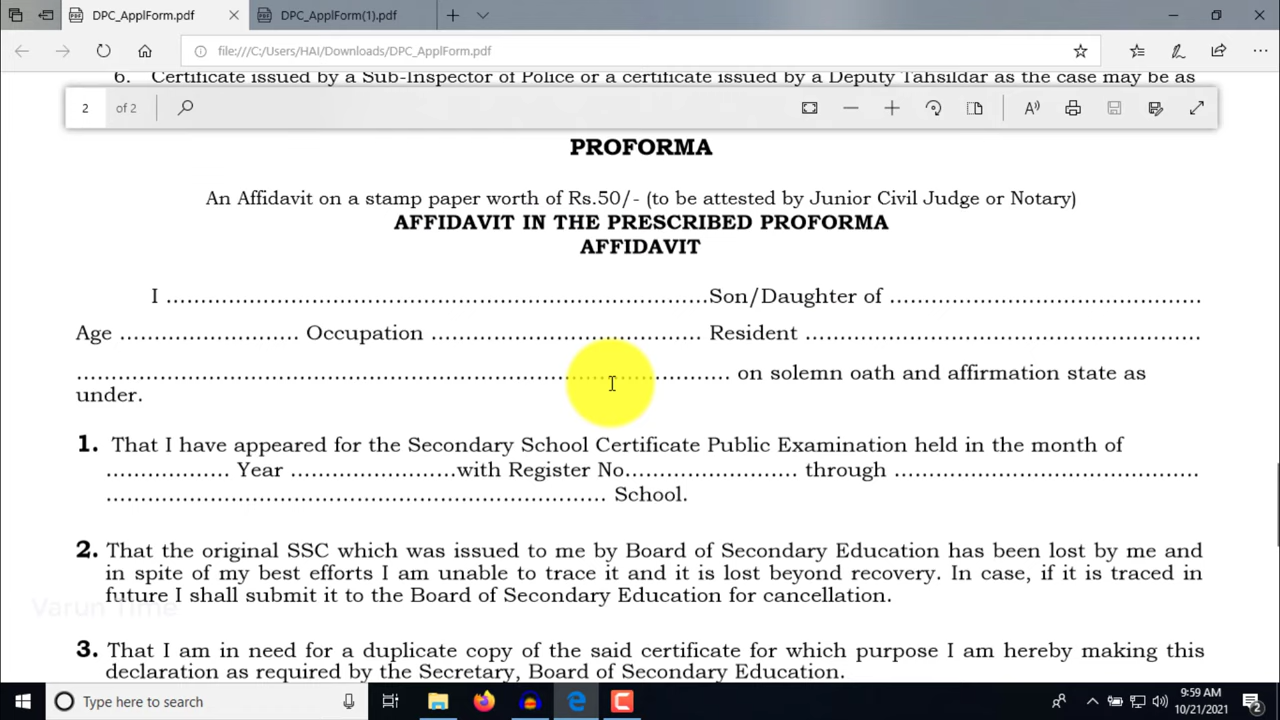 DPC_ApplForm.pdf
DPC_ApplForm(1).pdf
file:///C:/Users/HAI/Downloads/DPC_ApplForm.pdf
6. Certificate issued by a Sub-Inspector of Police or a certificate issued by a Deputy Tahsildar as the case may be as
2 of 2
PROFORMA
An Affidavit on a stamp paper worth of Rs.50/- (to be attested by Junior Civil Judge or Notary)
AFFIDAVIT IN THE PRESCRIBED PROFORMA
AFFIDAVIT
I ………………………………………………………………………Son/Daughter of ………………………………………
Age …………………….. Occupation ………………………………… Resident …………………………………………………
…………………………………………………………………………………… on solemn oath and affirmation state as
under.
1. That I have appeared for the Secondary School Certificate Public Examination held in the month of
……………… Year ……………………with Register No…………………… through ………………………………………
……………………………………………………………… School.
2. That the original SSC which was issued to me by Board of Secondary Education has been lost by me and
in spite of my best efforts I am unable to trace it and it is lost beyond recovery. In case, if it is traced in
future I shall submit it to the Board of Secondary Education for cancellation.
Varun Time
3. That I am in need for a duplicate copy of the said certificate for which purpose I am hereby making this
declaration as required by the Secretary, Board of Secondary Education.
Type here to search
9:59 AM
10/21/2021
2